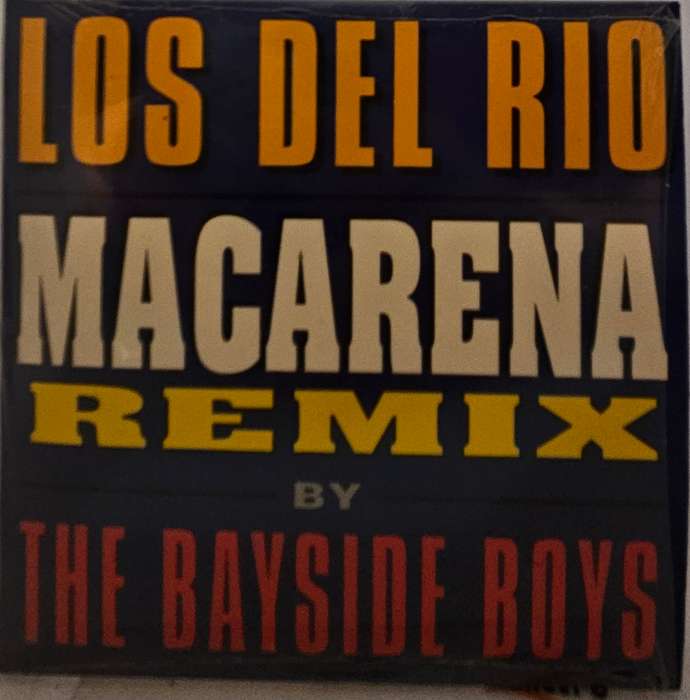 LOS DEL RIO
MACARENA
REMIX
BY
THE BAYSIDE BOYS